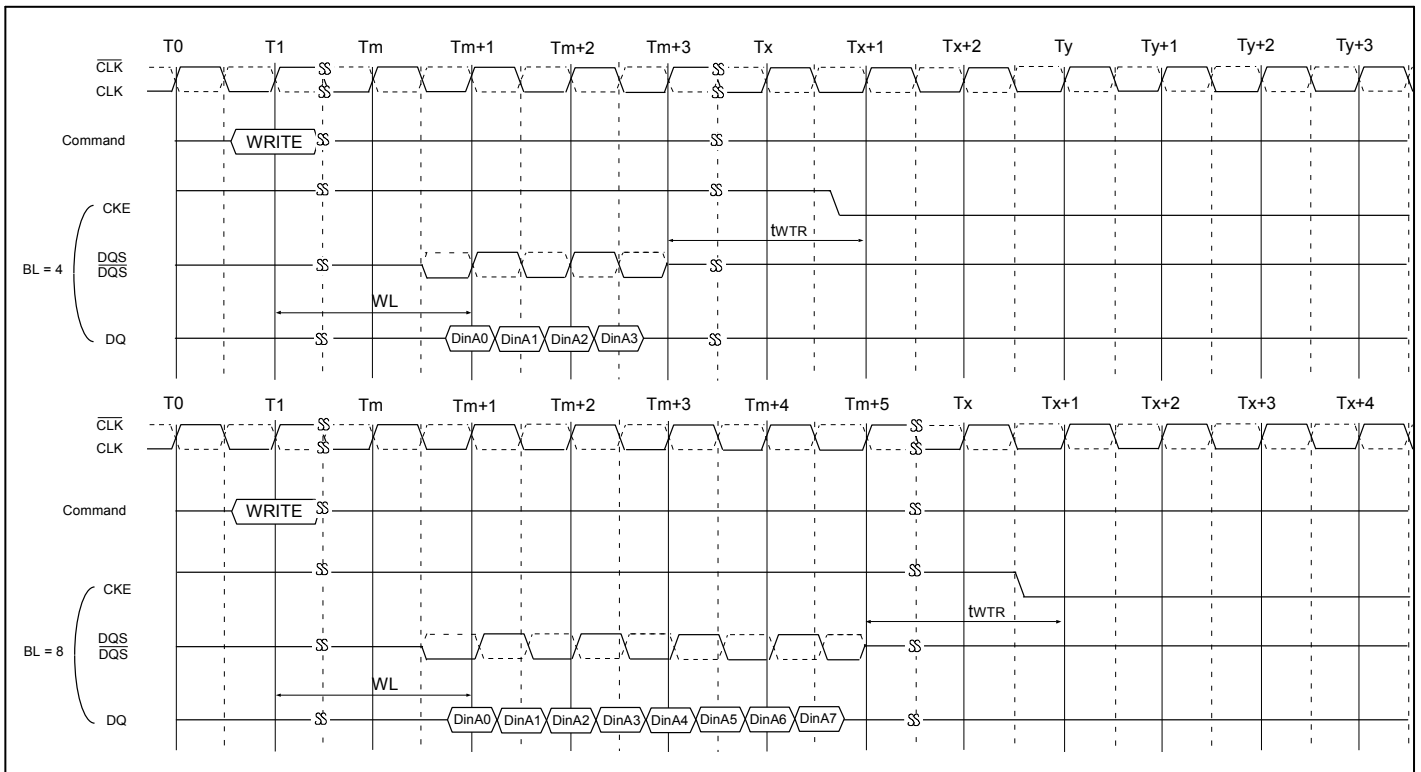 T0 T1 Tm Tm+1 Tm+2 Tm+3 Tx Tx+1 Tx+2 Ty Ty+1 Ty+2 Ty+3
CLK
CLK
Command WRITE
CKE
tWTR
DQS
DQS
BL = 4
WL
DQ DinA0 DinA1 DinA2 DinA3
T0 T1 Tm Tm+1 Tm+2 Tm+3 Tm+4 Tm+5 Tx Tx+1 Tx+2 Tx+3 Tx+4
CLK
CLK
Command WRITE
CKE
tWTR
DQS
DQS
BL = 8
WL
DQ DinA0 DinA1 DinA2 DinA3 DinA4 DinA5 DinA6 DinA7